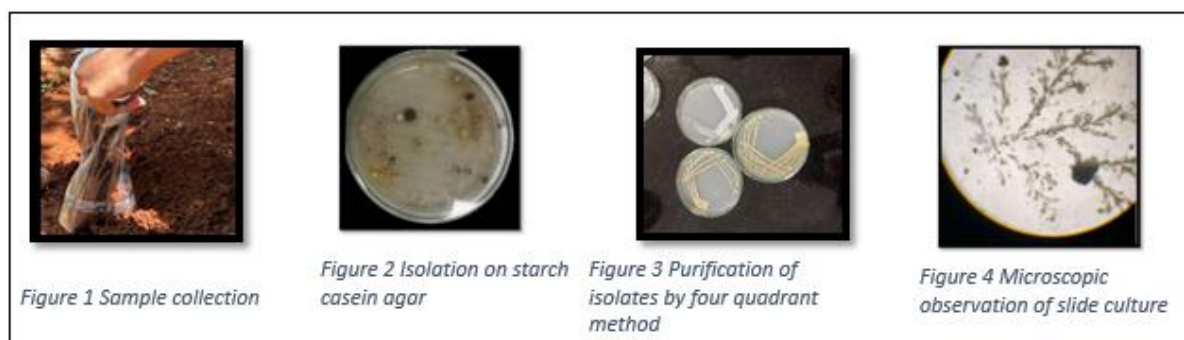 Figure 1 Sample collection
Figure 2 Isolation on starch
casein agar
Figure 3 Purification of
isolates by four quadrant
method
Figure 4 Microscopic
observation of slide culture